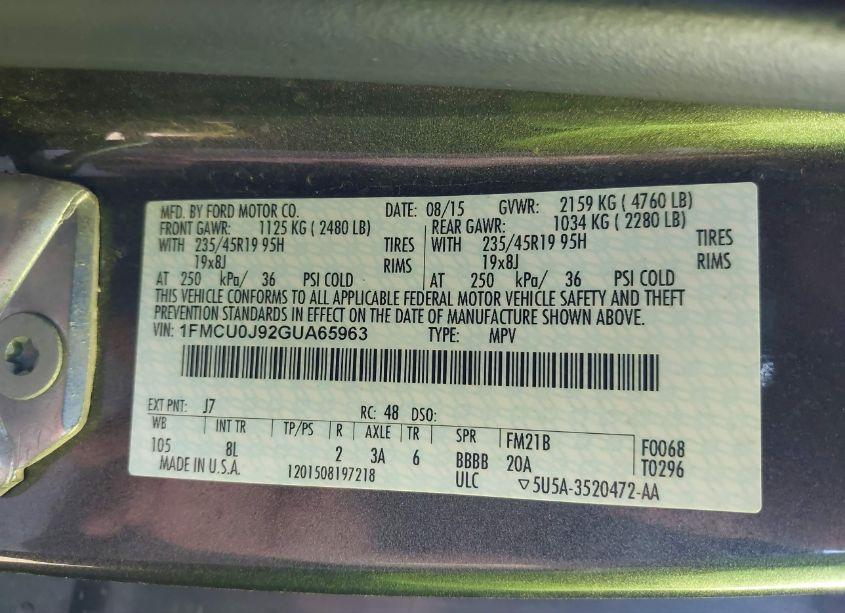 MFD. BY FORD MOTOR CO. DATE: 08/15 GVWR: 2159 KG ( 4760 LB)
FRONT GAWR: 1125 KG ( 2480 LB) REAR GAWR: 1034 KG ( 2280 LB)
WITH 235/45R19 95H TIRES WITH 235/45R19 95H TIRES
19x8J RIMS 19x8J RIMS
AT 250 kPa/ 36 PSI COLD AT 250 kPa/ 36 PSI COLD
THIS VEHICLE CONFORMS TO ALL APPLICABLE FEDERAL MOTOR VEHICLE SAFETY AND THEFT
PREVENTION STANDARDS IN EFFECT ON THE DATE OF MANUFACTURE SHOWN ABOVE.
VIN: 1FMCU0J92GUA65963 TYPE: MPV
EXT PNT: J7 RC: 48 DSO:
WB INT TR TP/PS R AXLE TR SPR FM21B F0068
105 8L 2 3A 6 BBBB 20A T0296
MADE IN U.S.A. 1201508197218 ULC ▽5U5A-3520472-AA